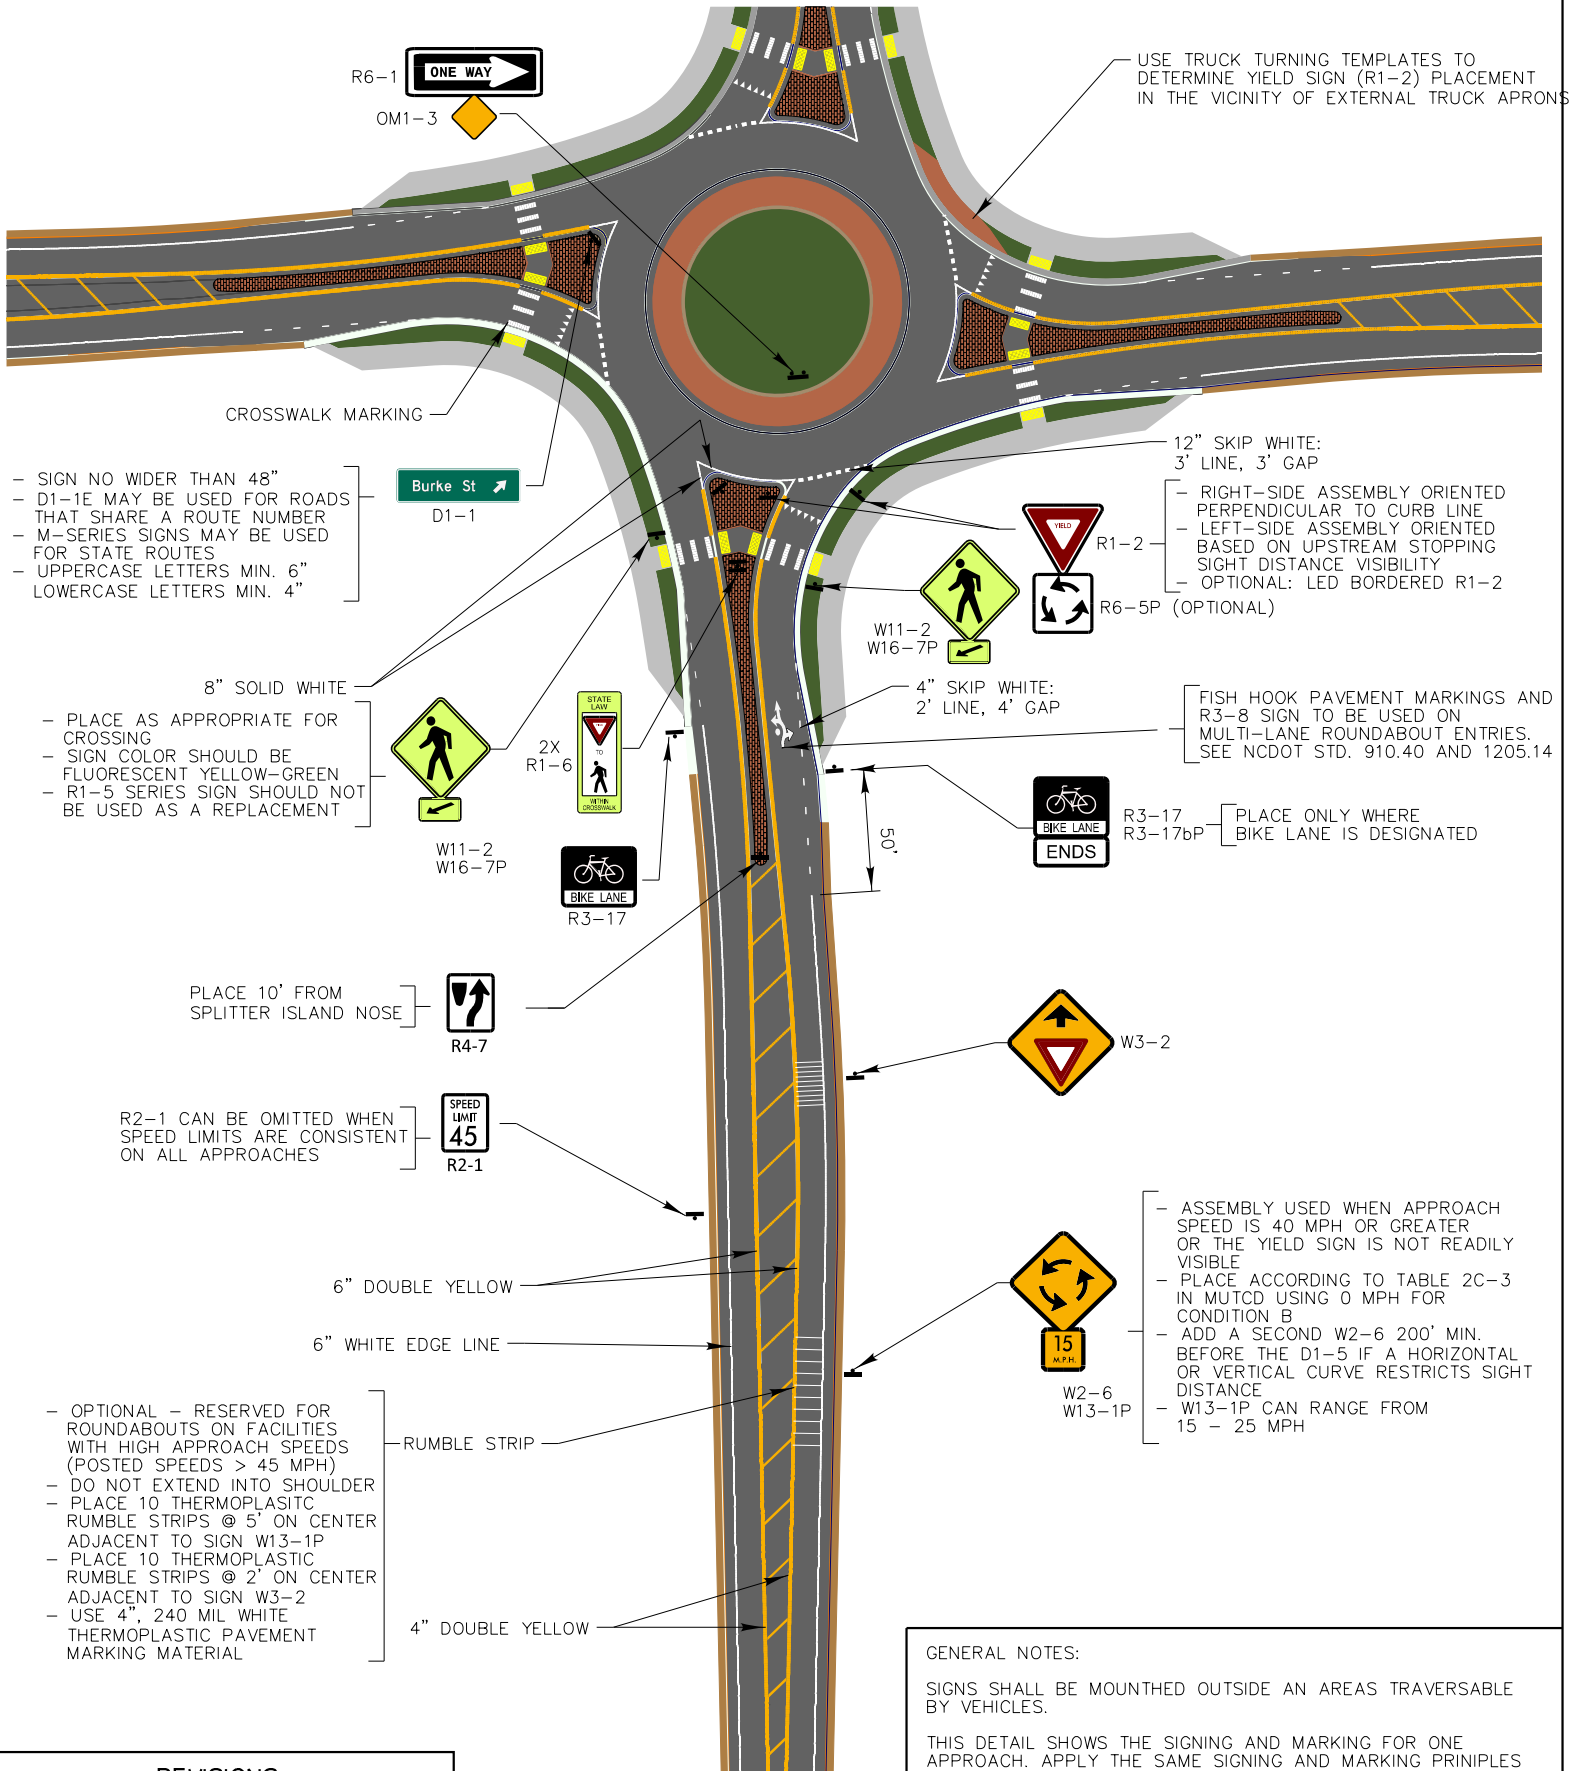 R6-1
ONE WAY
OM1-3
USE TRUCK TURNING TEMPLATES TO
DETERMINE YIELD SIGN (R1-2) PLACEMENT
IN THE VICINITY OF EXTERNAL TRUCK APRONS
CROSSWALK MARKING
- SIGN NO WIDER THAN 48"
- D1-1E MAY BE USED FOR ROADS
THAT SHARE A ROUTE NUMBER
- M-SERIES SIGNS MAY BE USED
FOR STATE ROUTES
- UPPERCASE LETTERS MIN. 6"
LOWERCASE LETTERS MIN. 4"
Burke St
D1-1
12" SKIP WHITE:
3' LINE, 3' GAP
YIELD
R1-2
- RIGHT-SIDE ASSEMBLY ORIENTED
PERPENDICULAR TO CURB LINE
- LEFT-SIDE ASSEMBLY ORIENTED
BASED ON UPSTREAM STOPPING
SIGHT DISTANCE VISIBILITY
- OPTIONAL: LED BORDERED R1-2
R6-5P (OPTIONAL)
W11-2
W16-7P
8" SOLID WHITE
- PLACE AS APPROPRIATE FOR
CROSSING
- SIGN COLOR SHOULD BE
FLUORESCENT YELLOW-GREEN
- R1-5 SERIES SIGN SHOULD NOT
BE USED AS A REPLACEMENT
W11-2
W16-7P
STATE
LAW
TO
WITHIN
CROSSWALK
2X
R1-6
4" SKIP WHITE:
2' LINE, 4' GAP
FISH HOOK PAVEMENT MARKINGS AND
R3-8 SIGN TO BE USED ON
MULTI-LANE ROUNDABOUT ENTRIES.
SEE NCDOT STD. 910.40 AND 1205.14
BIKE LANE
R3-17
50'
BIKE LANE
ENDS
R3-17
R3-17bP
PLACE ONLY WHERE
BIKE LANE IS DESIGNATED
PLACE 10' FROM
SPLITTER ISLAND NOSE
R4-7
W3-2
R2-1 CAN BE OMITTED WHEN
SPEED LIMITS ARE CONSISTENT
ON ALL APPROACHES
SPEED
LIMIT
45
R2-1
6" DOUBLE YELLOW
6" WHITE EDGE LINE
15
M.P.H.
W2-6
W13-1P
- ASSEMBLY USED WHEN APPROACH
SPEED IS 40 MPH OR GREATER
OR THE YIELD SIGN IS NOT READILY
VISIBLE
- PLACE ACCORDING TO TABLE 2C-3
IN MUTCD USING 0 MPH FOR
CONDITION B
- ADD A SECOND W2-6 200' MIN.
BEFORE THE D1-5 IF A HORIZONTAL
OR VERTICAL CURVE RESTRICTS SIGHT
DISTANCE
- W13-1P CAN RANGE FROM
15 - 25 MPH
- OPTIONAL - RESERVED FOR
ROUNDABOUTS ON FACILITIES
WITH HIGH APPROACH SPEEDS
(POSTED SPEEDS > 45 MPH)
- DO NOT EXTEND INTO SHOULDER
- PLACE 10 THERMOPLASITC
RUMBLE STRIPS @ 5' ON CENTER
ADJACENT TO SIGN W13-1P
- PLACE 10 THERMOPLASTIC
RUMBLE STRIPS @ 2' ON CENTER
ADJACENT TO SIGN W3-2
- USE 4", 240 MIL WHITE
THERMOPLASTIC PAVEMENT
MARKING MATERIAL
RUMBLE STRIP
4" DOUBLE YELLOW
GENERAL NOTES:
SIGNS SHALL BE MOUNTHED OUTSIDE AN AREAS TRAVERSABLE
BY VEHICLES.
THIS DETAIL SHOWS THE SIGNING AND MARKING FOR ONE
APPROACH. APPLY THE SAME SIGNING AND MARKING PRINIPLES